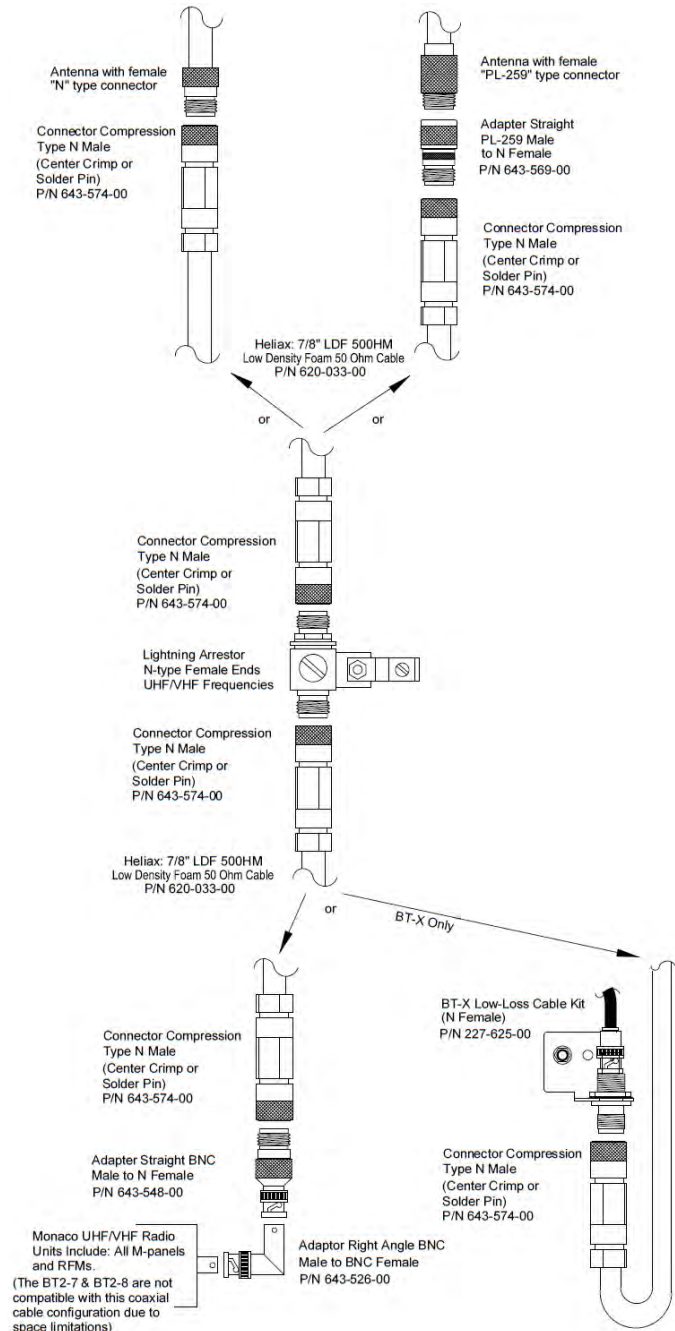 Antenna with female
"N" type connector
Connector Compression
Type N Male
(Center Crimp or
Solder Pin)
P/N 643-574-00
Antenna with female
"PL-259" type connector
Adapter Straight
PL-259 Male
to N Female
P/N 643-569-00
Connector Compression
Type N Male
(Center Crimp or
Solder Pin)
P/N 643-574-00
Heliax: 7/8" LDF 500HM
Low Density Foam 50 Ohm Cable
P/N 620-033-00
or
or
Connector Compression
Type N Male
(Center Crimp or
Solder Pin)
P/N 643-574-00
Lightning Arrestor
N-type Female Ends
UHF/VHF Frequencies
Connector Compression
Type N Male
(Center Crimp or
Solder Pin)
P/N 643-574-00
Heliax: 7/8" LDF 500HM
Low Density Foam 50 Ohm Cable
P/N 620-033-00
or
BT-X Only
Connector Compression
Type N Male
(Center Crimp or
Solder Pin)
P/N 643-574-00
Adapter Straight BNC
Male to N Female
P/N 643-548-00
Monaco UHF/VHF Radio
Units Include: All M-panels
and RFMs.
(The BT2-7 & BT2-8 are not
compatible with this coaxial
cable configuration due to
space limitations)
Adaptor Right Angle BNC
Male to BNC Female
P/N 643-526-00
BT-X Low-Loss Cable Kit
(N Female)
P/N 227-625-00
Connector Compression
Type N Male
(Center Crimp or
Solder Pin)
P/N 643-574-00